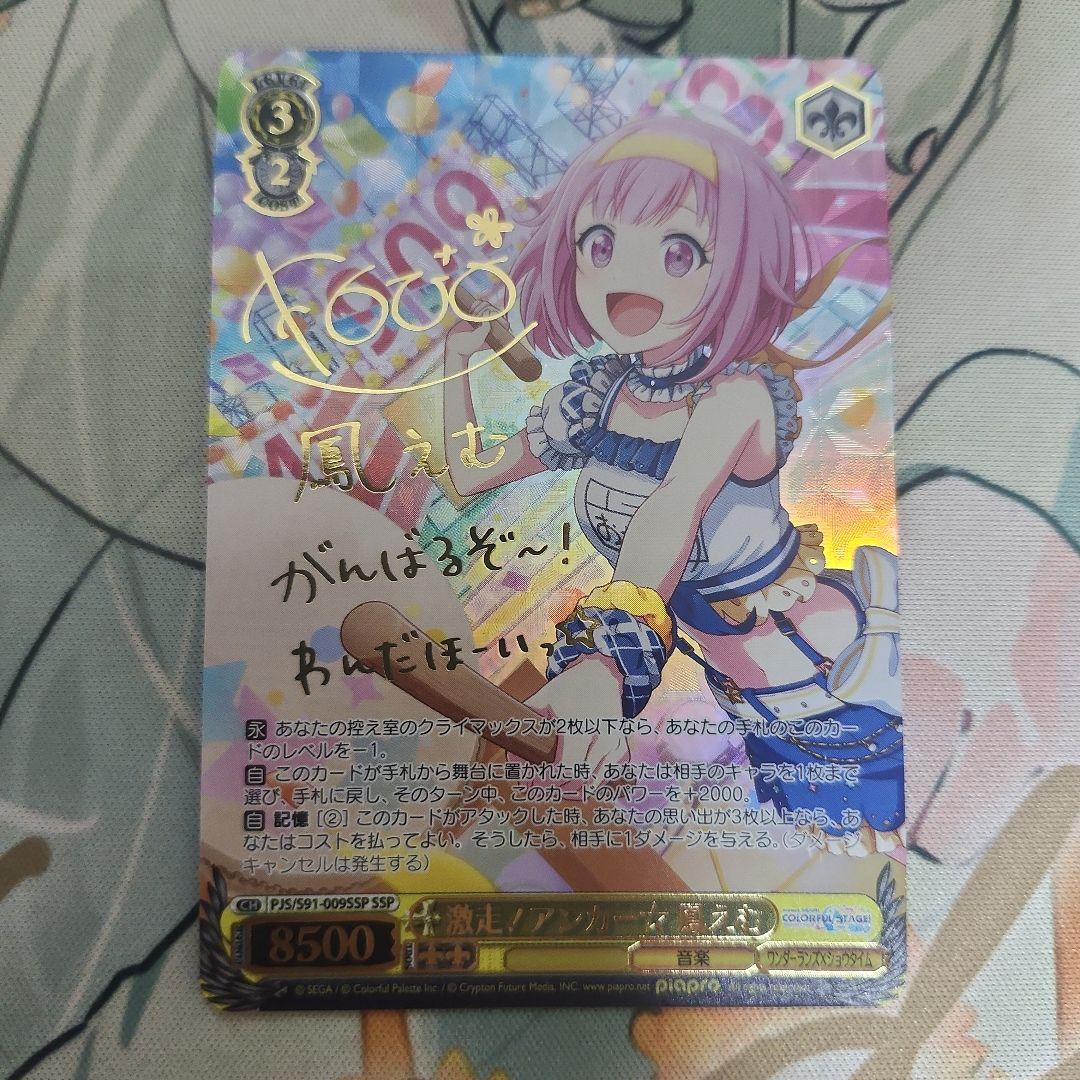 LEVEL
3
2
COST
鳳えむ
がんばるぞ〜!
わんだほーいっ☆
永 あなたの控え室のクライマックスが2枚以下なら、あなたの手札のこのカー
ドのレベルを−1。
自 このカードが手札から舞台に置かれた時、あなたは相手のキャラを1枚まで
選び、手札に戻し、そのターン中、このカードのパワーを+2000。
自 記憶 [②] このカードがアタックした時、あなたの思い出が3枚以上なら、あ
なたはコストを払ってよい。そうしたら、相手に1ダメージを与える。(ダメージ
キャンセルは発生する)
CH PJS/S91-009SSP SSP
激走!アンカー☆ 鳳えむ
COLORFUL STAGE!
POWER 8500 SOUL
音楽 ワンダーランズ×ショウタイム
© SEGA / © Colorful Palette Inc. / © Crypton Future Media, INC. www.piapro.net piapro All rights reserved.